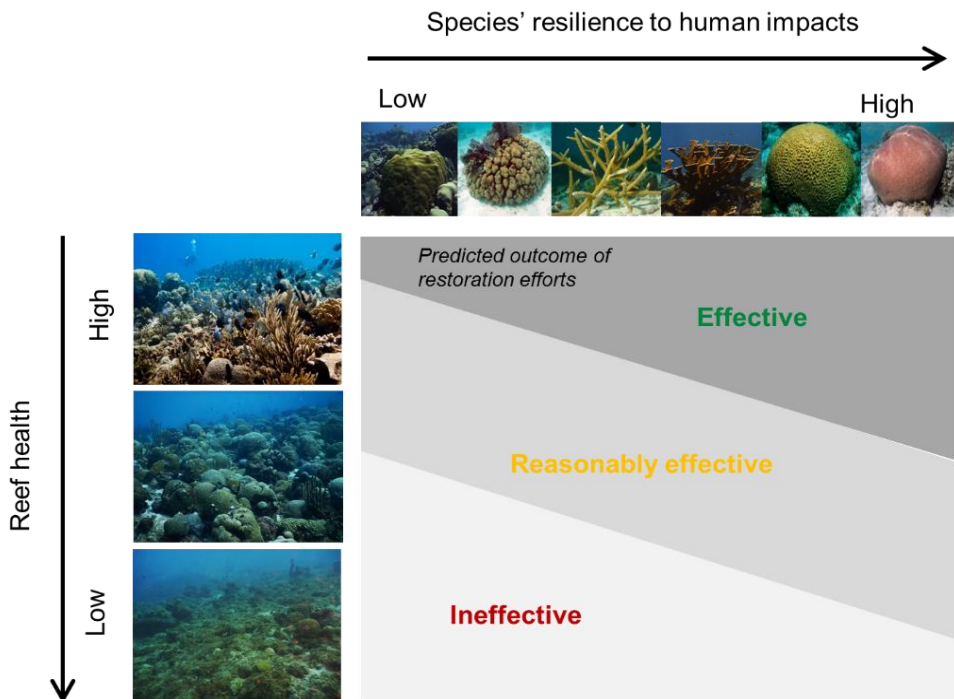 Species' resilience to human impacts
Low
High
Predicted outcome of
restoration efforts
Effective
High
Reasonably effective
Reef health
Low
Ineffective